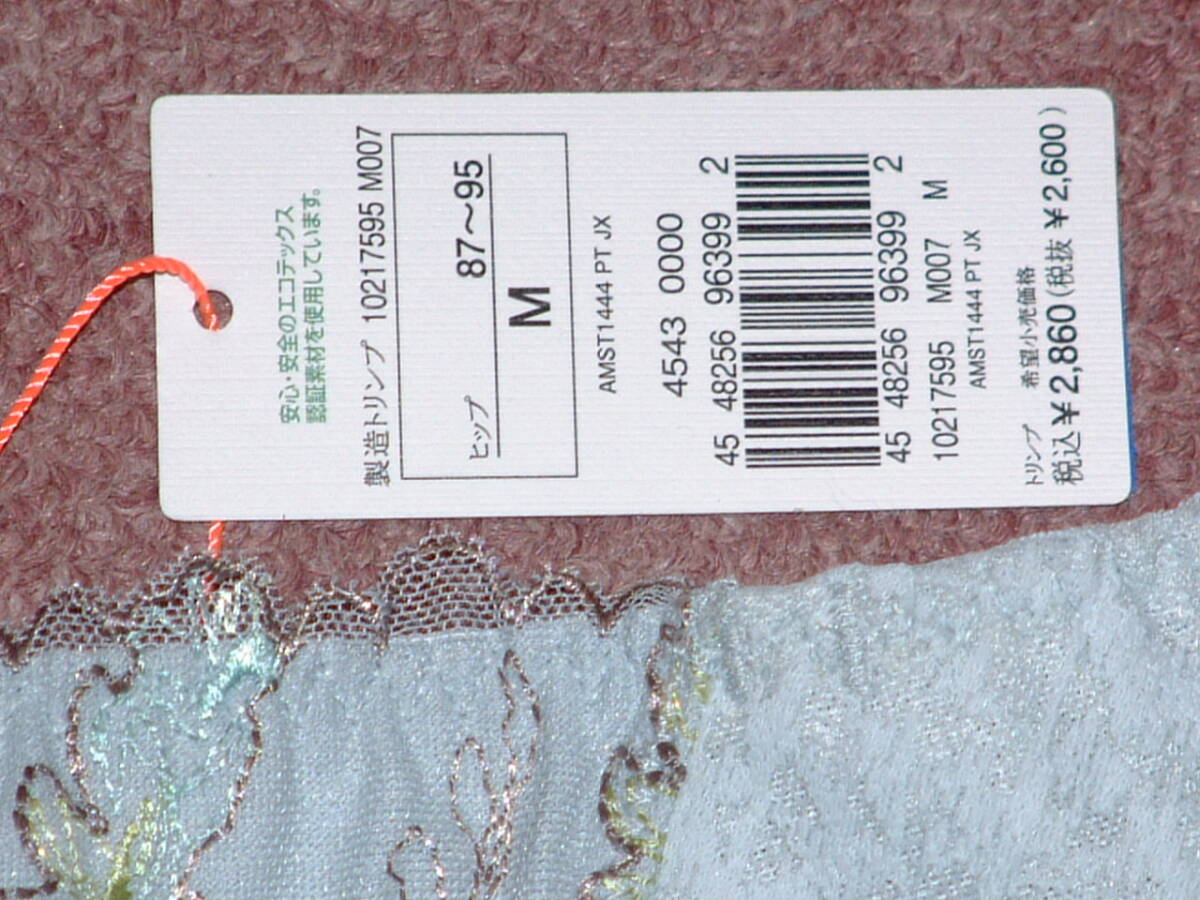 安心・安全のエコテックス
認証素材を使用しています。
製造トリンプ 10217595 M007
ヒップ 87～95
M
AMST1444 PT JX
4543 0000
45 48256 96399 2
45 48256 96399 2
10217595 M007 M
AMST1444 PT JX
トリンプ 希望小売価格
税込¥2,860(税抜 ¥2,600)